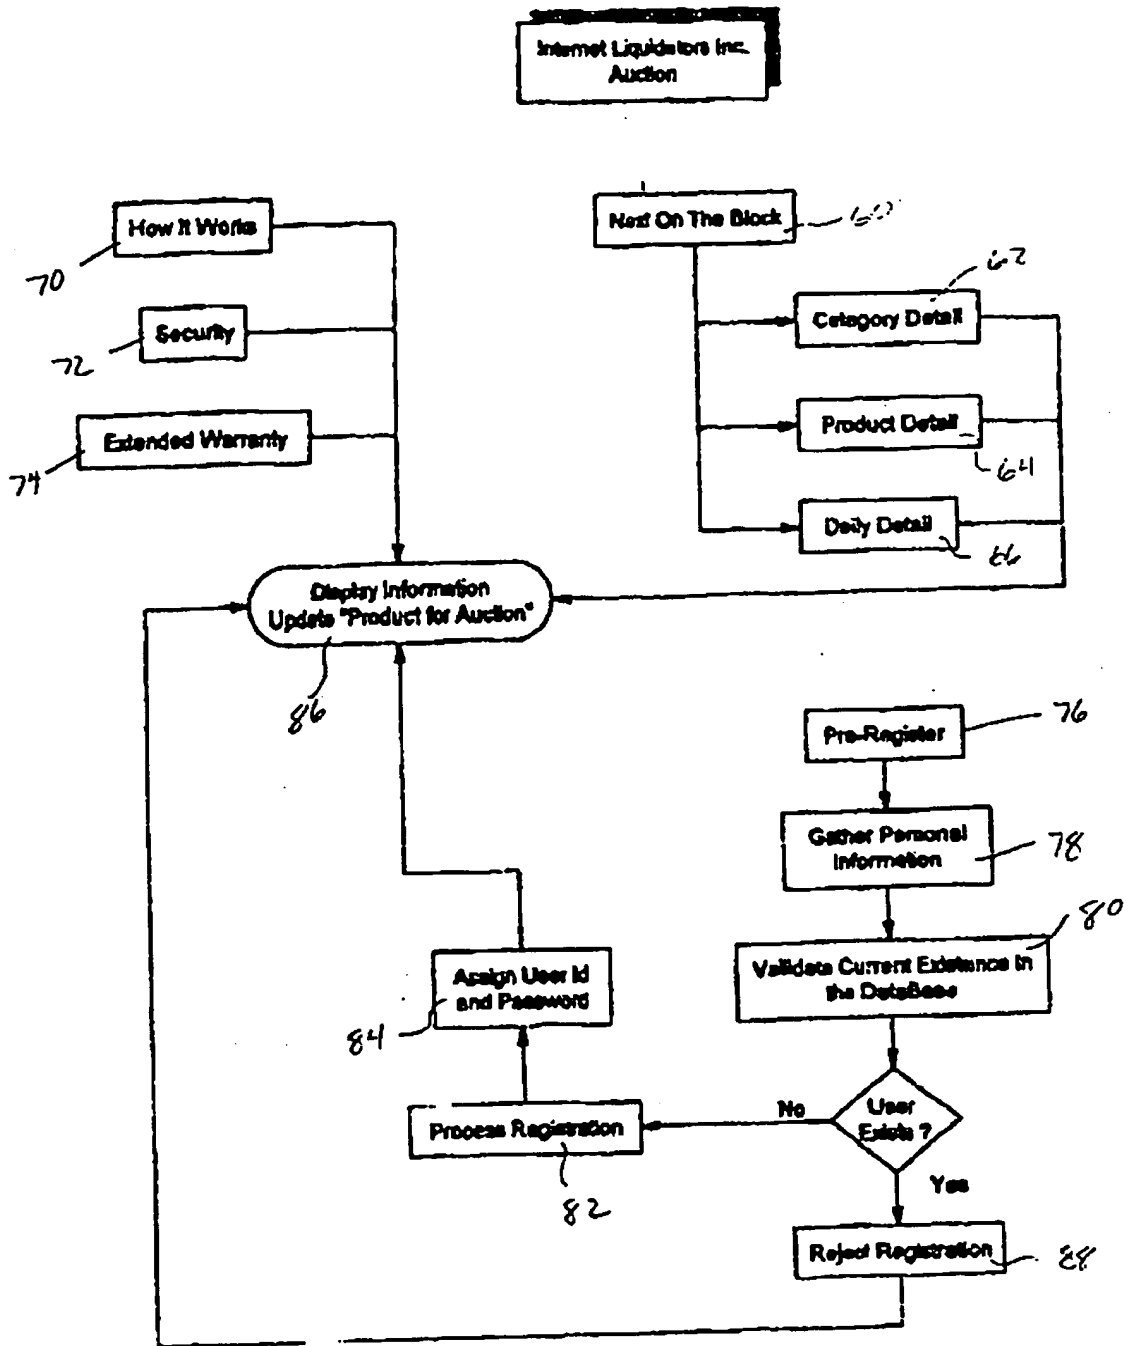 Internet Liquidators Inc.
Auction
How It Works
70
Security
72
Extended Warranty
74
Next On The Block
60
62
Category Detail
Product Detail
64
Daily Detail
66
Display Information
Update "Product for Auction"
86
Pre-Register
76
Gather Personal
Information
78
80
Validate Current Existence in
the DataBase
Assign User Id
and Password
84
User
Exists ?
No
Yes
Process Registration
82
Reject Registration
88